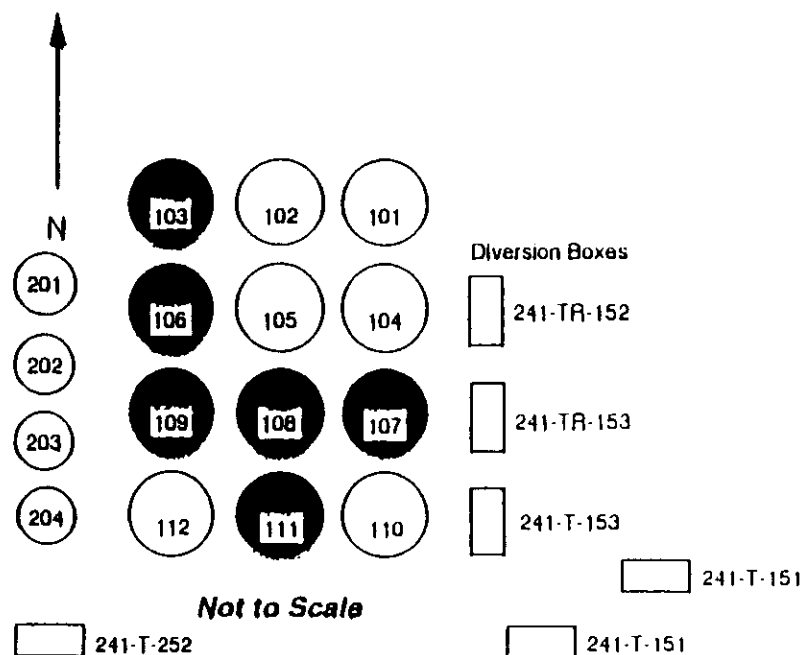 N
103 102 101
Diversion Boxes
201
106 105 104 241-TR-152
202
109 108 107 241-TR-153
203
204 112 111 110 241-T-153
241-T-151
Not to Scale
241-T-252 241-T-151